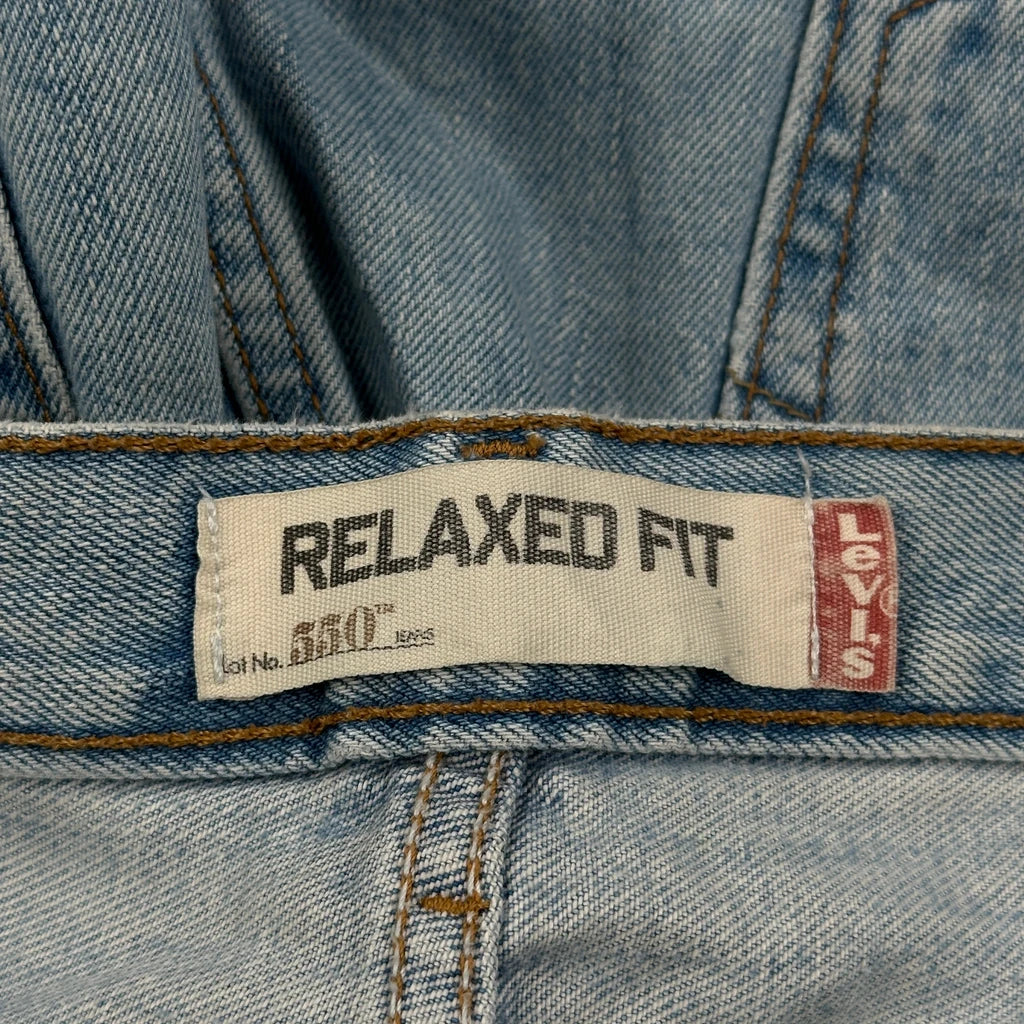 RELAXED FIT
Lot No. 550™ JEANS
LeVI'S